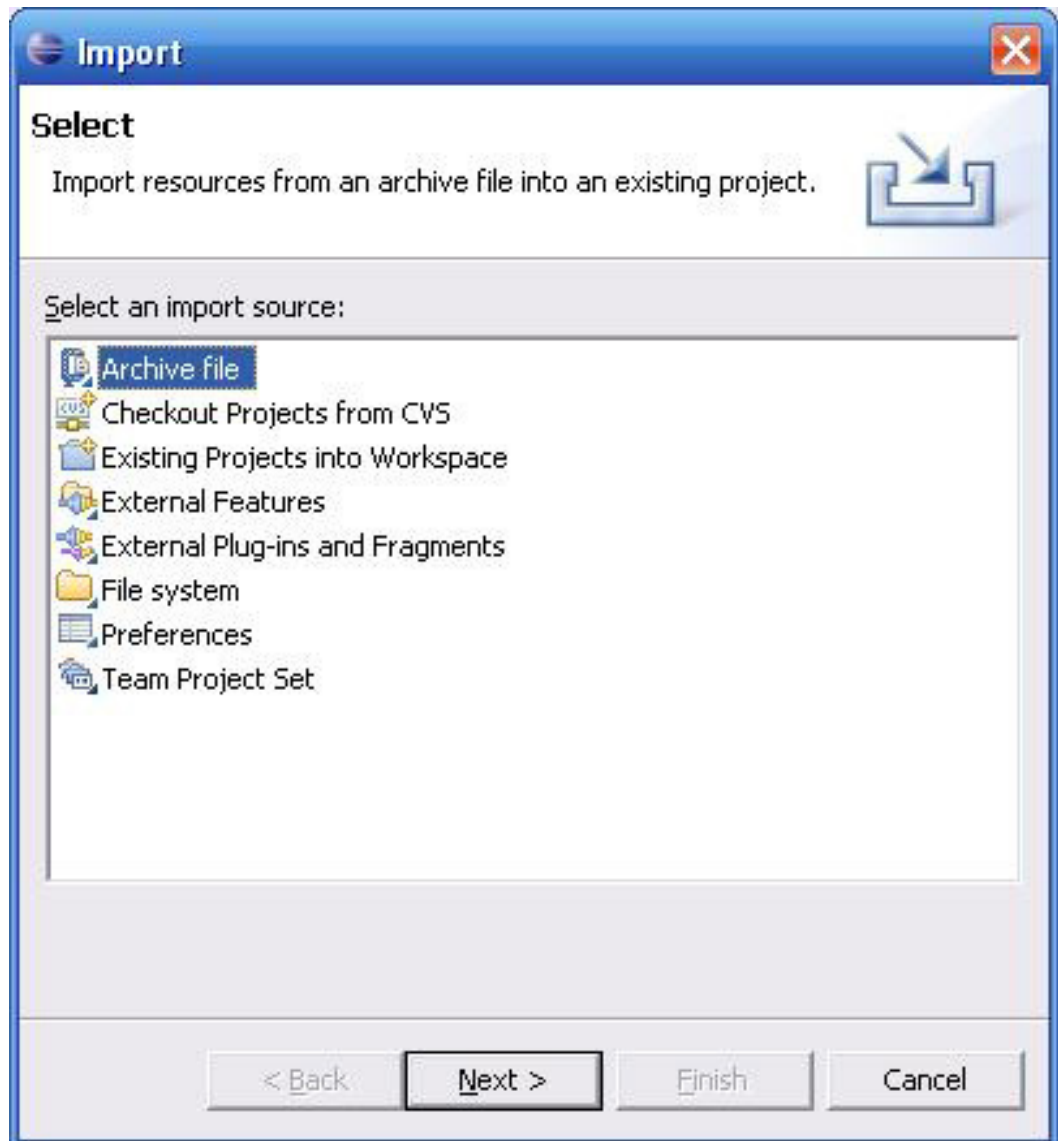 Import
Select
Import resources from an archive file into an existing project.
Select an import source:
Archive file
Checkout Projects from CVS
Existing Projects into Workspace
External Features
External Plug-ins and Fragments
File system
Preferences
Team Project Set
< Back Next > Finish Cancel